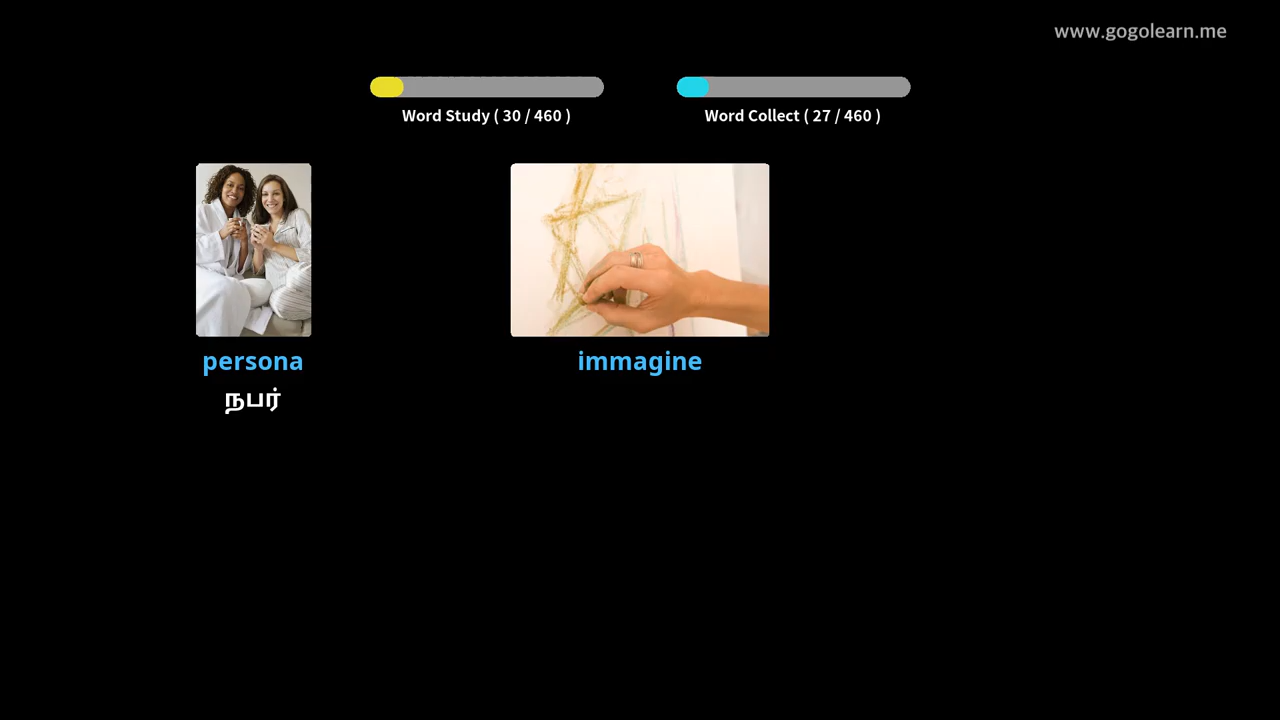 www.gogolearn.me
Word Study ( 30 / 460 )
Word Collect ( 27 / 460 )
persona
immagine
நபர்